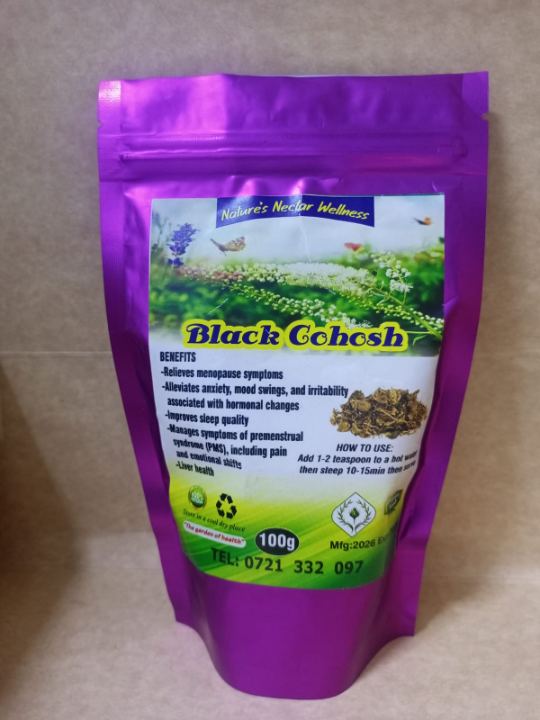 Nature's Nectar Wellness
Black Cohosh
BENEFITS
-Relieves menopause symptoms
-Alleviates anxiety, mood swings, and irritability
associated with hormonal changes
-Improves sleep quality
-Manages symptoms of premenstrual
syndrome (PMS), including pain
and emotional shifts
-Liver health
HOW TO USE:
Add 1-2 teaspoon to a hot
then steep 10-15min then
Store in a cool dry place
"The garden of health"
100g
Mfg:2026
TEL: 0721 332 097